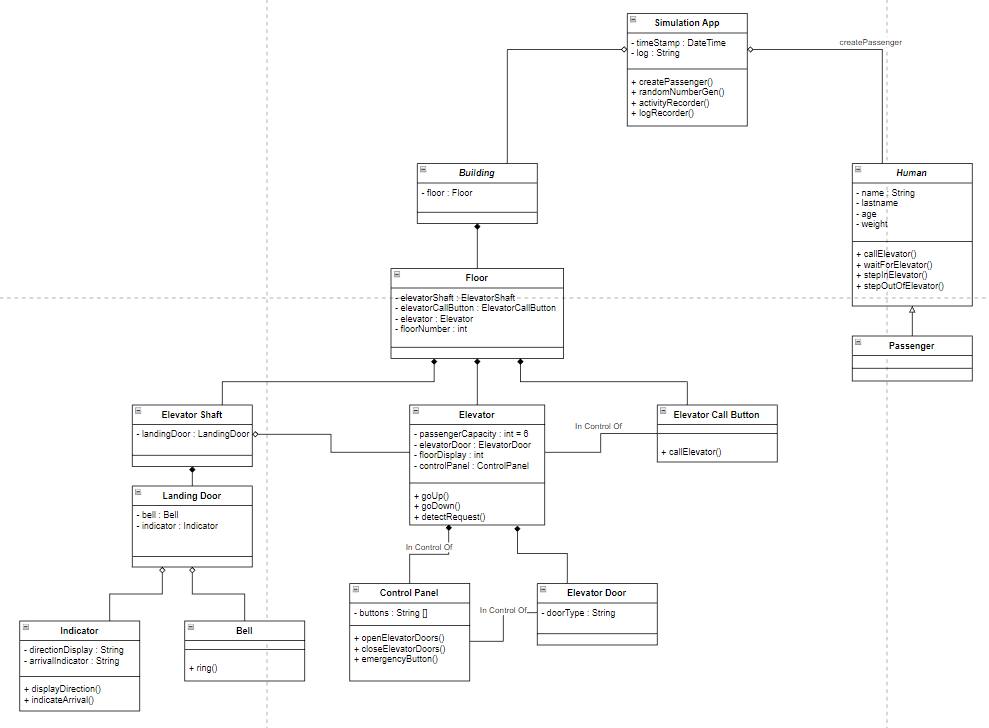 Simulation App
- timeStamp : DateTime
- log : String
+ createPassenger()
+ randomNumberGen()
+ activityRecorder()
+ logRecorder()
createPassenger
Building
- floor : Floor
Human
- name : String
- lastname
- age
- weight
+ callElevator()
+ waitForElevator()
+ stepInElevator()
+ stepOutOfElevator()
Floor
- elevatorShaft : ElevatorShaft
- elevatorCallButton : ElevatorCallButton
- elevator : Elevator
- floorNumber : int
Passenger
Elevator Shaft
- landingDoor : LandingDoor
Elevator
- passengerCapacity : int = 6
- elevatorDoor : ElevatorDoor
- floorDisplay : int
- controlPanel : ControlPanel
+ goUp()
+ goDown()
+ detectRequest()
In Control Of
Elevator Call Button
+ callElevator()
Landing Door
- bell : Bell
- indicator : Indicator
In Control Of
Control Panel
- buttons : String []
+ openElevatorDoors()
+ closeElevatorDoors()
+ emergencyButton()
In Control Of
Elevator Door
- doorType : String
Indicator
- directionDisplay : String
- arrivalIndicator : String
+ displayDirection()
+ indicateArrival()
Bell
+ ring()